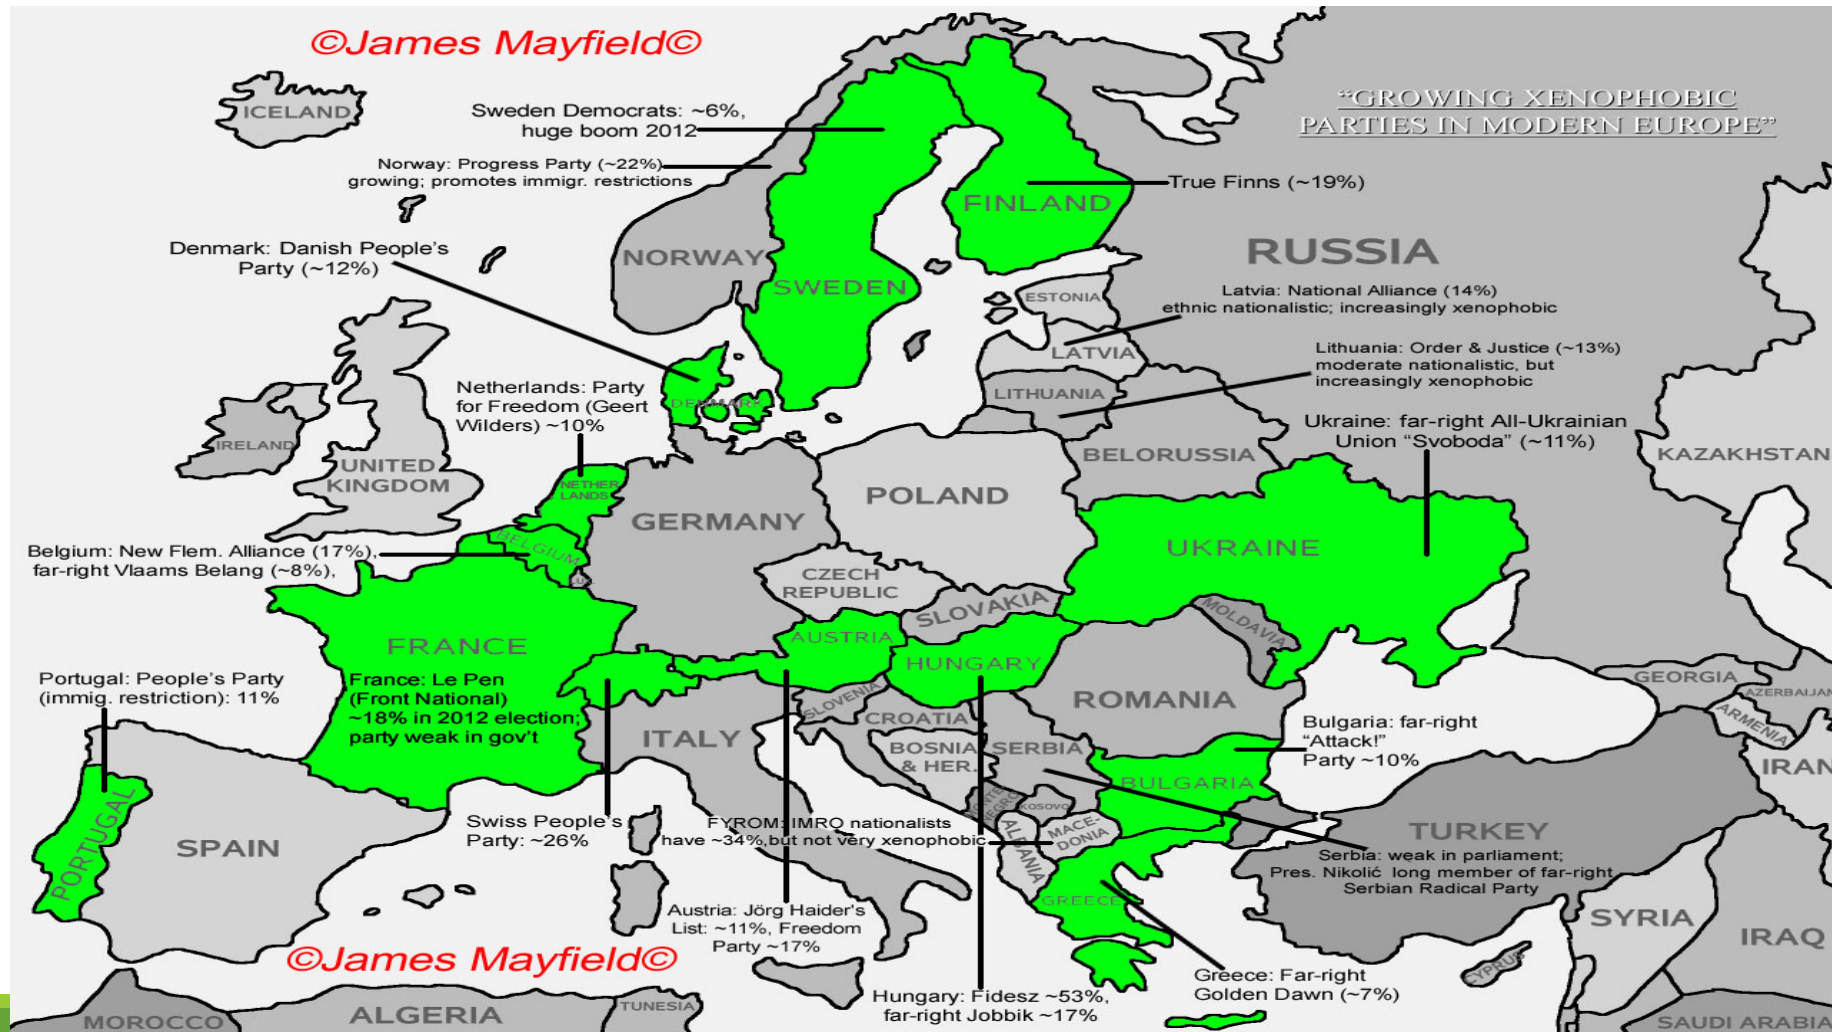 ©James Mayfield©
“GROWING XENOPHOBIC
PARTIES IN MODERN EUROPE”
ICELAND
Sweden Democrats: ~6%,
huge boom 2012
Norway: Progress Party (~22%)
growing; promotes immigr. restrictions
True Finns (~19%)
FINLAND
Denmark: Danish People’s
Party (~12%)
NORWAY
SWEDEN
RUSSIA
ESTONIA
Latvia: National Alliance (14%)
ethnic nationalistic; increasingly xenophobic
LATVIA
Lithuania: Order & Justice (~13%)
moderate nationalistic, but
increasingly xenophobic
LITHUANIA
Netherlands: Party
for Freedom (Geert
Wilders) ~10%
DENMARK
Ukraine: far-right All-Ukrainian
Union “Svoboda” (~11%)
IRELAND
UNITED
KINGDOM
BELORUSSIA
KAZAKHSTAN
NETHER
LANDS
POLAND
GERMANY
UKRAINE
Belgium: New Flem. Alliance (17%),
far-right Vlaams Belang (~8%),
BELGIUM
LUX.
CZECH
REPUBLIC
SLOVAKIA
MOLDAVIA
FRANCE
AUSTRIA
HUNGARY
Portugal: People’s Party
(immig. restriction): 11%
France: Le Pen
(Front National)
~18% in 2012 election;
party weak in gov’t
SLOVENIA
CROATIA
ROMANIA
GEORGIA
AZERBAIJAN
ARMENIA
ITALY
BOSNIA
& HER.
SERBIA
Bulgaria: far-right
“Attack!”
Party ~10%
IRAN
BULGARIA
PORTUGAL
SPAIN
Swiss People’s
Party: ~26%
FYROM: IMRO nationalists
have ~34%,but not very xenophobic
MONTE
NEGRO
KOSOVO
ALBANIA
MACE-
DONIA
TURKEY
Serbia: weak in parliament;
Pres. Nikolić long member of far-right
Serbian Radical Party
GREECE
Austria: Jörg Haider's
List: ~11%, Freedom
Party ~17%
SYRIA
IRAQ
©James Mayfield©
Hungary: Fidesz ~53%,
far-right Jobbik ~17%
Greece: Far-right
Golden Dawn (~7%)
CYPRUS
MOROCCO
ALGERIA
TUNISIA
SAUDI ARABIA